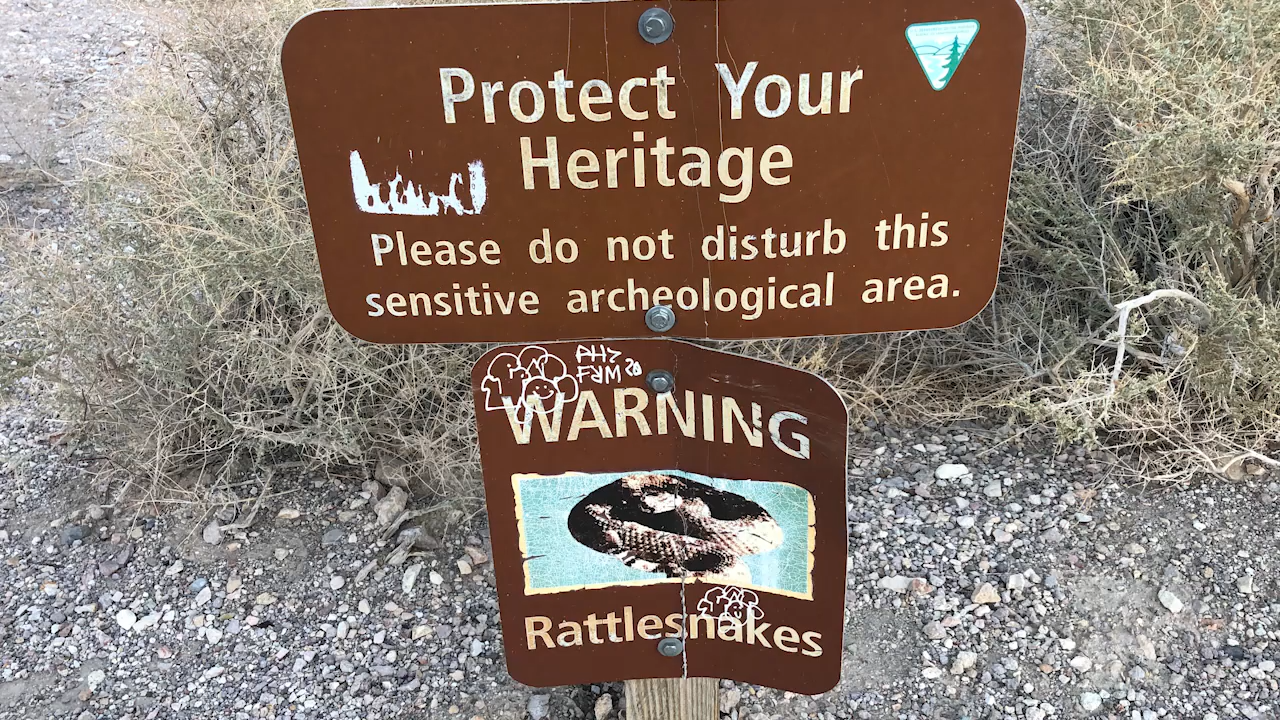 Protect Your
Heritage
Please do not disturb this
sensitive archeological area.
WARNING
Rattlesnakes